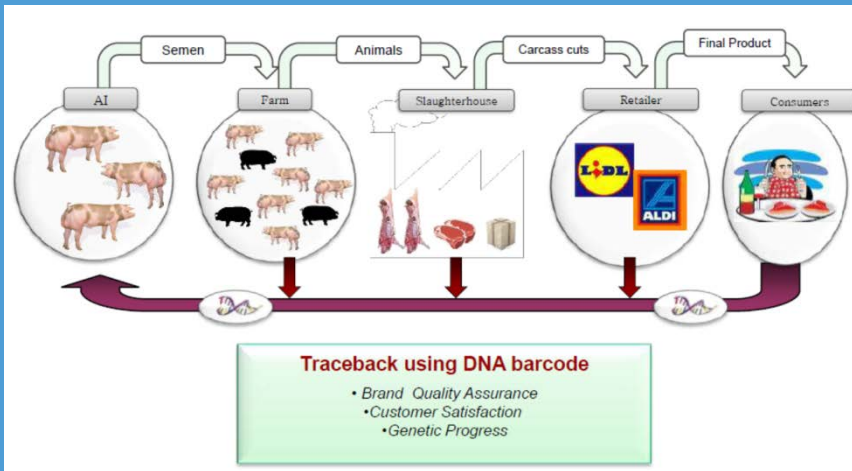 Semen
Animals
Carcass cuts
Final Product
AI
Farm
Slaughterhouse
Retailer
Consumers
LiDL
ALDI
Traceback using DNA barcode
• Brand Quality Assurance
•Customer Satisfaction
•Genetic Progress